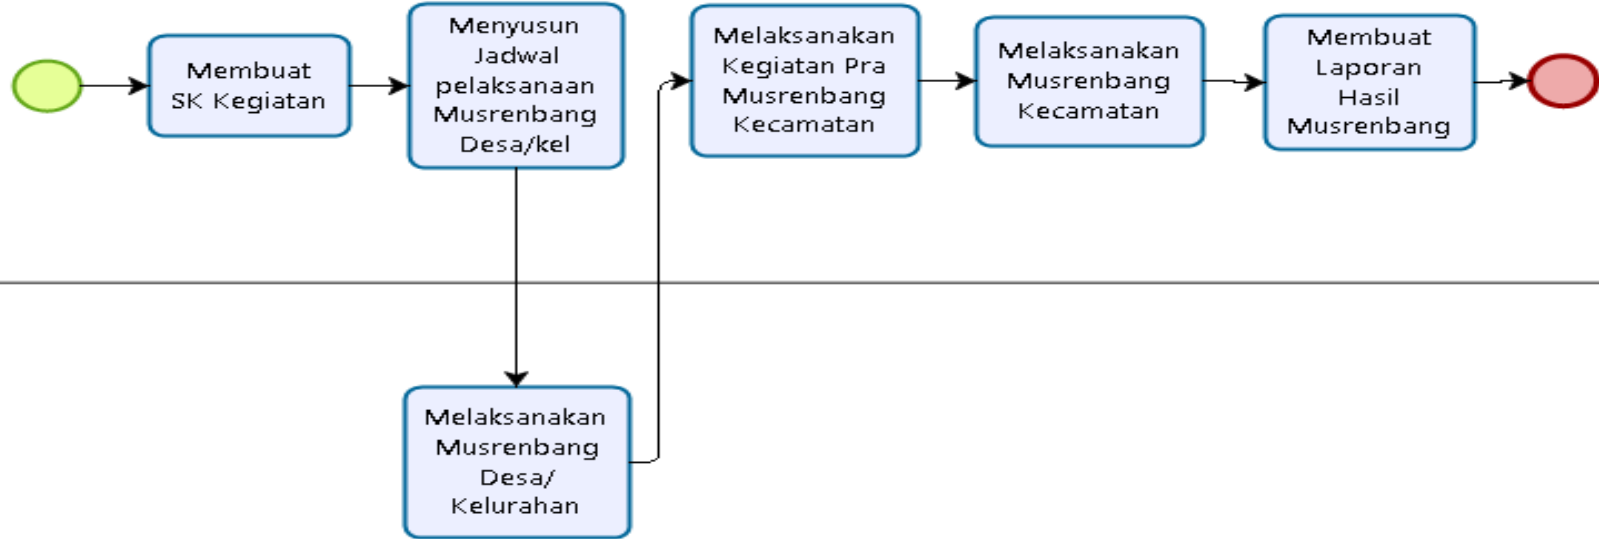 Membuat
SK Kegiatan
Menyusun
Jadwal
pelaksanaan
Musrenbang
Desa/kel
Melaksanakan
Musrenbang
Desa/
Kelurahan
Melaksanakan
Kegiatan Pra
Musrenbang
Kecamatan
Melaksanakan
Musrenbang
Kecamatan
Membuat
Laporan
Hasil
Musrenbang